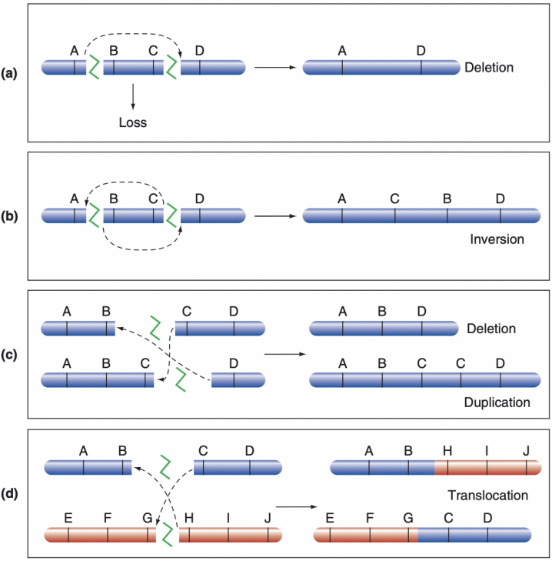 (a)
A B C D
Loss
A D
Deletion
(b)
A B C D
A C B D
Inversion
(c)
A B C D
A B C D
A B D
Deletion
A B C C D
Duplication
(d)
A B C D
E F G H I J
A B H I J
Translocation
E F G C D